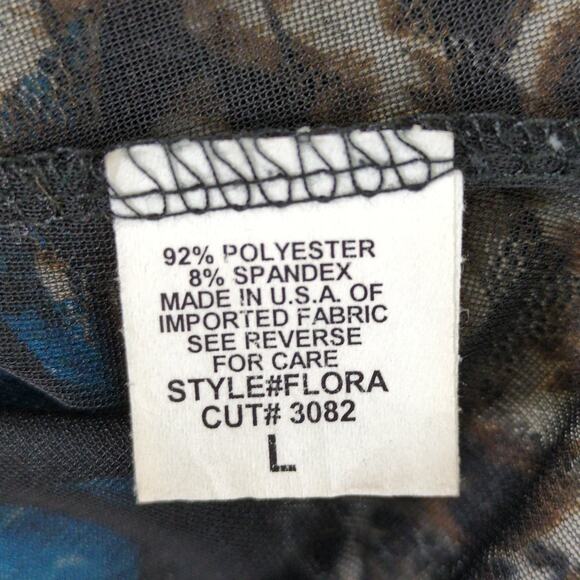 92% POLYESTER
8% SPANDEX
MADE IN U.S.A. OF
IMPORTED FABRIC
SEE REVERSE
FOR CARE
STYLE#FLORA
CUT# 3082
L